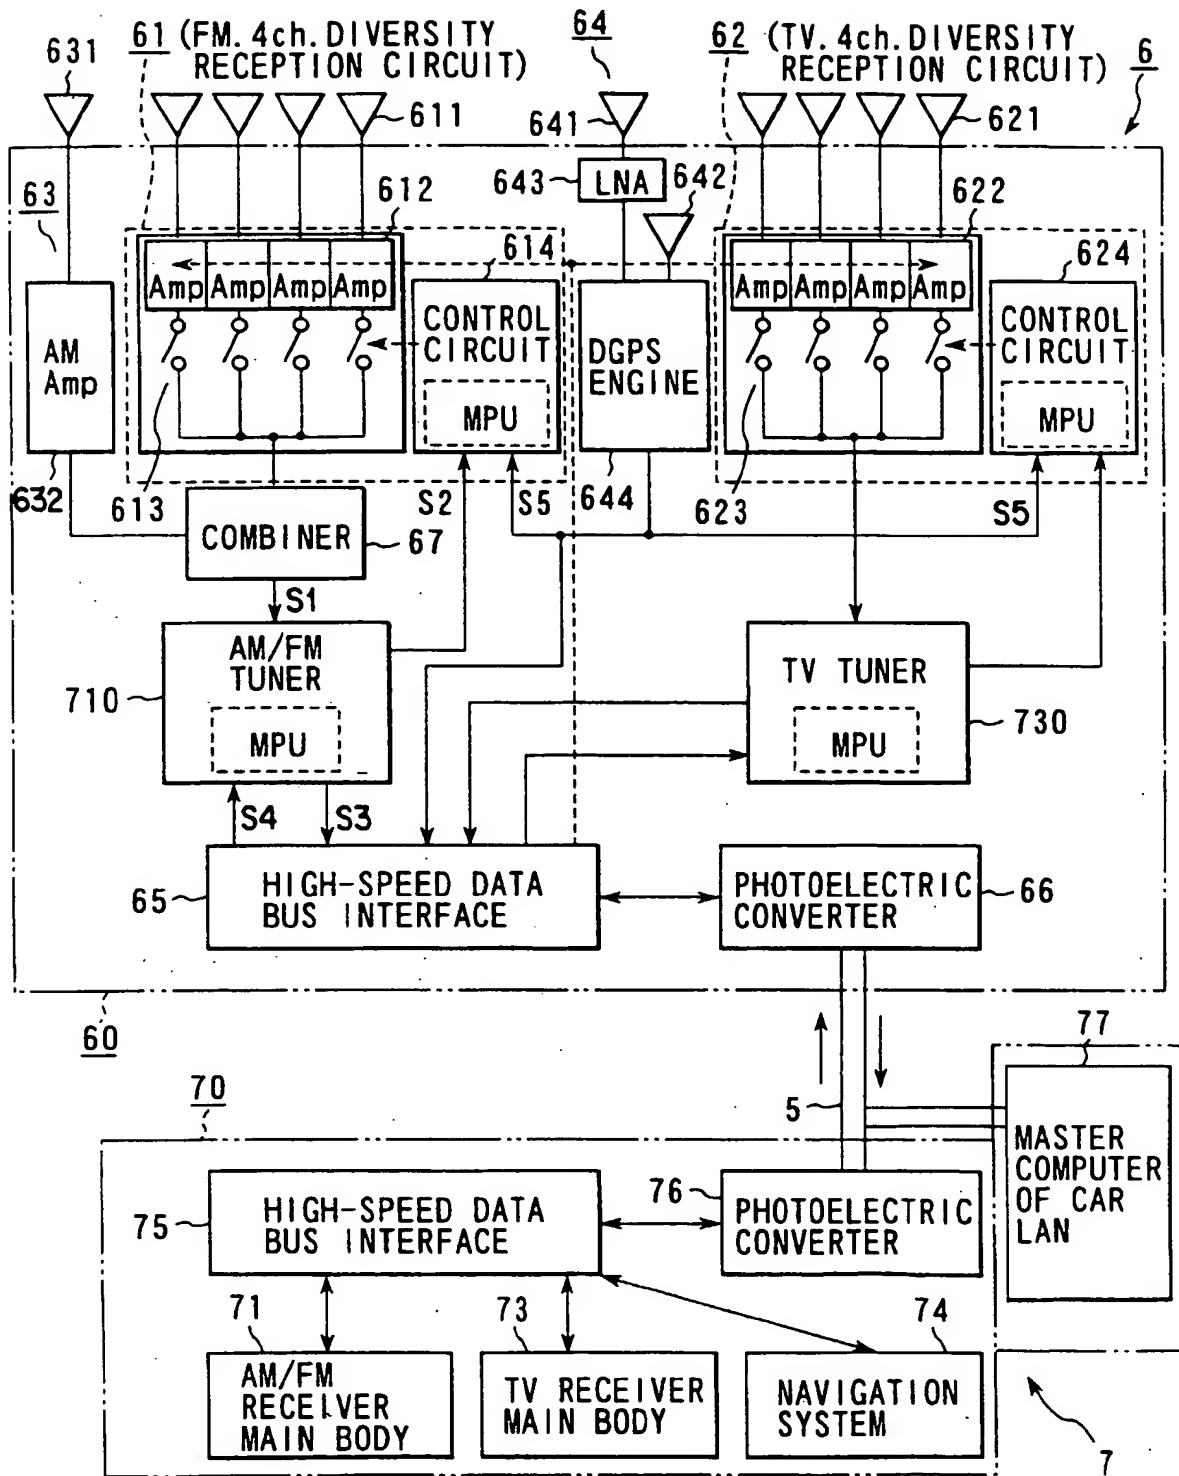 61 (FM. 4ch. DIVERSITY
RECEPTION CIRCUIT)
64
62 (TV. 4ch. DIVERSITY
RECEPTION CIRCUIT)
6
631
611
641
621
643
LNA
642
63
612
622
614
624
Amp Amp Amp Amp
Amp Amp Amp Amp
AM
Amp
CONTROL
CIRCUIT
MPU
DGPS
ENGINE
CONTROL
CIRCUIT
MPU
632
613
S2
S5
644
623
S5
COMBINER
67
S1
AM/FM
TUNER
MPU
710
TV TUNER
MPU
730
S4
S3
65
HIGH-SPEED DATA
BUS INTERFACE
PHOTOELECTRIC
CONVERTER
66
60
77
70
5
MASTER
COMPUTER
OF CAR
LAN
75
HIGH-SPEED DATA
BUS INTERFACE
76
PHOTOELECTRIC
CONVERTER
71
73
74
AM/FM
RECEIVER
MAIN BODY
TV RECEIVER
MAIN BODY
NAVIGATION
SYSTEM
7